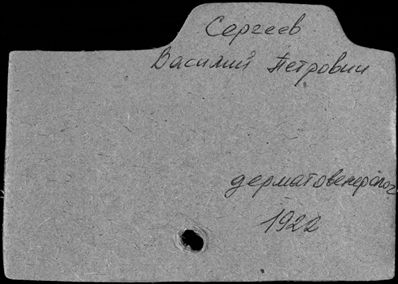 Сергеев
Василий Петрович
дерматовенеролог
1922